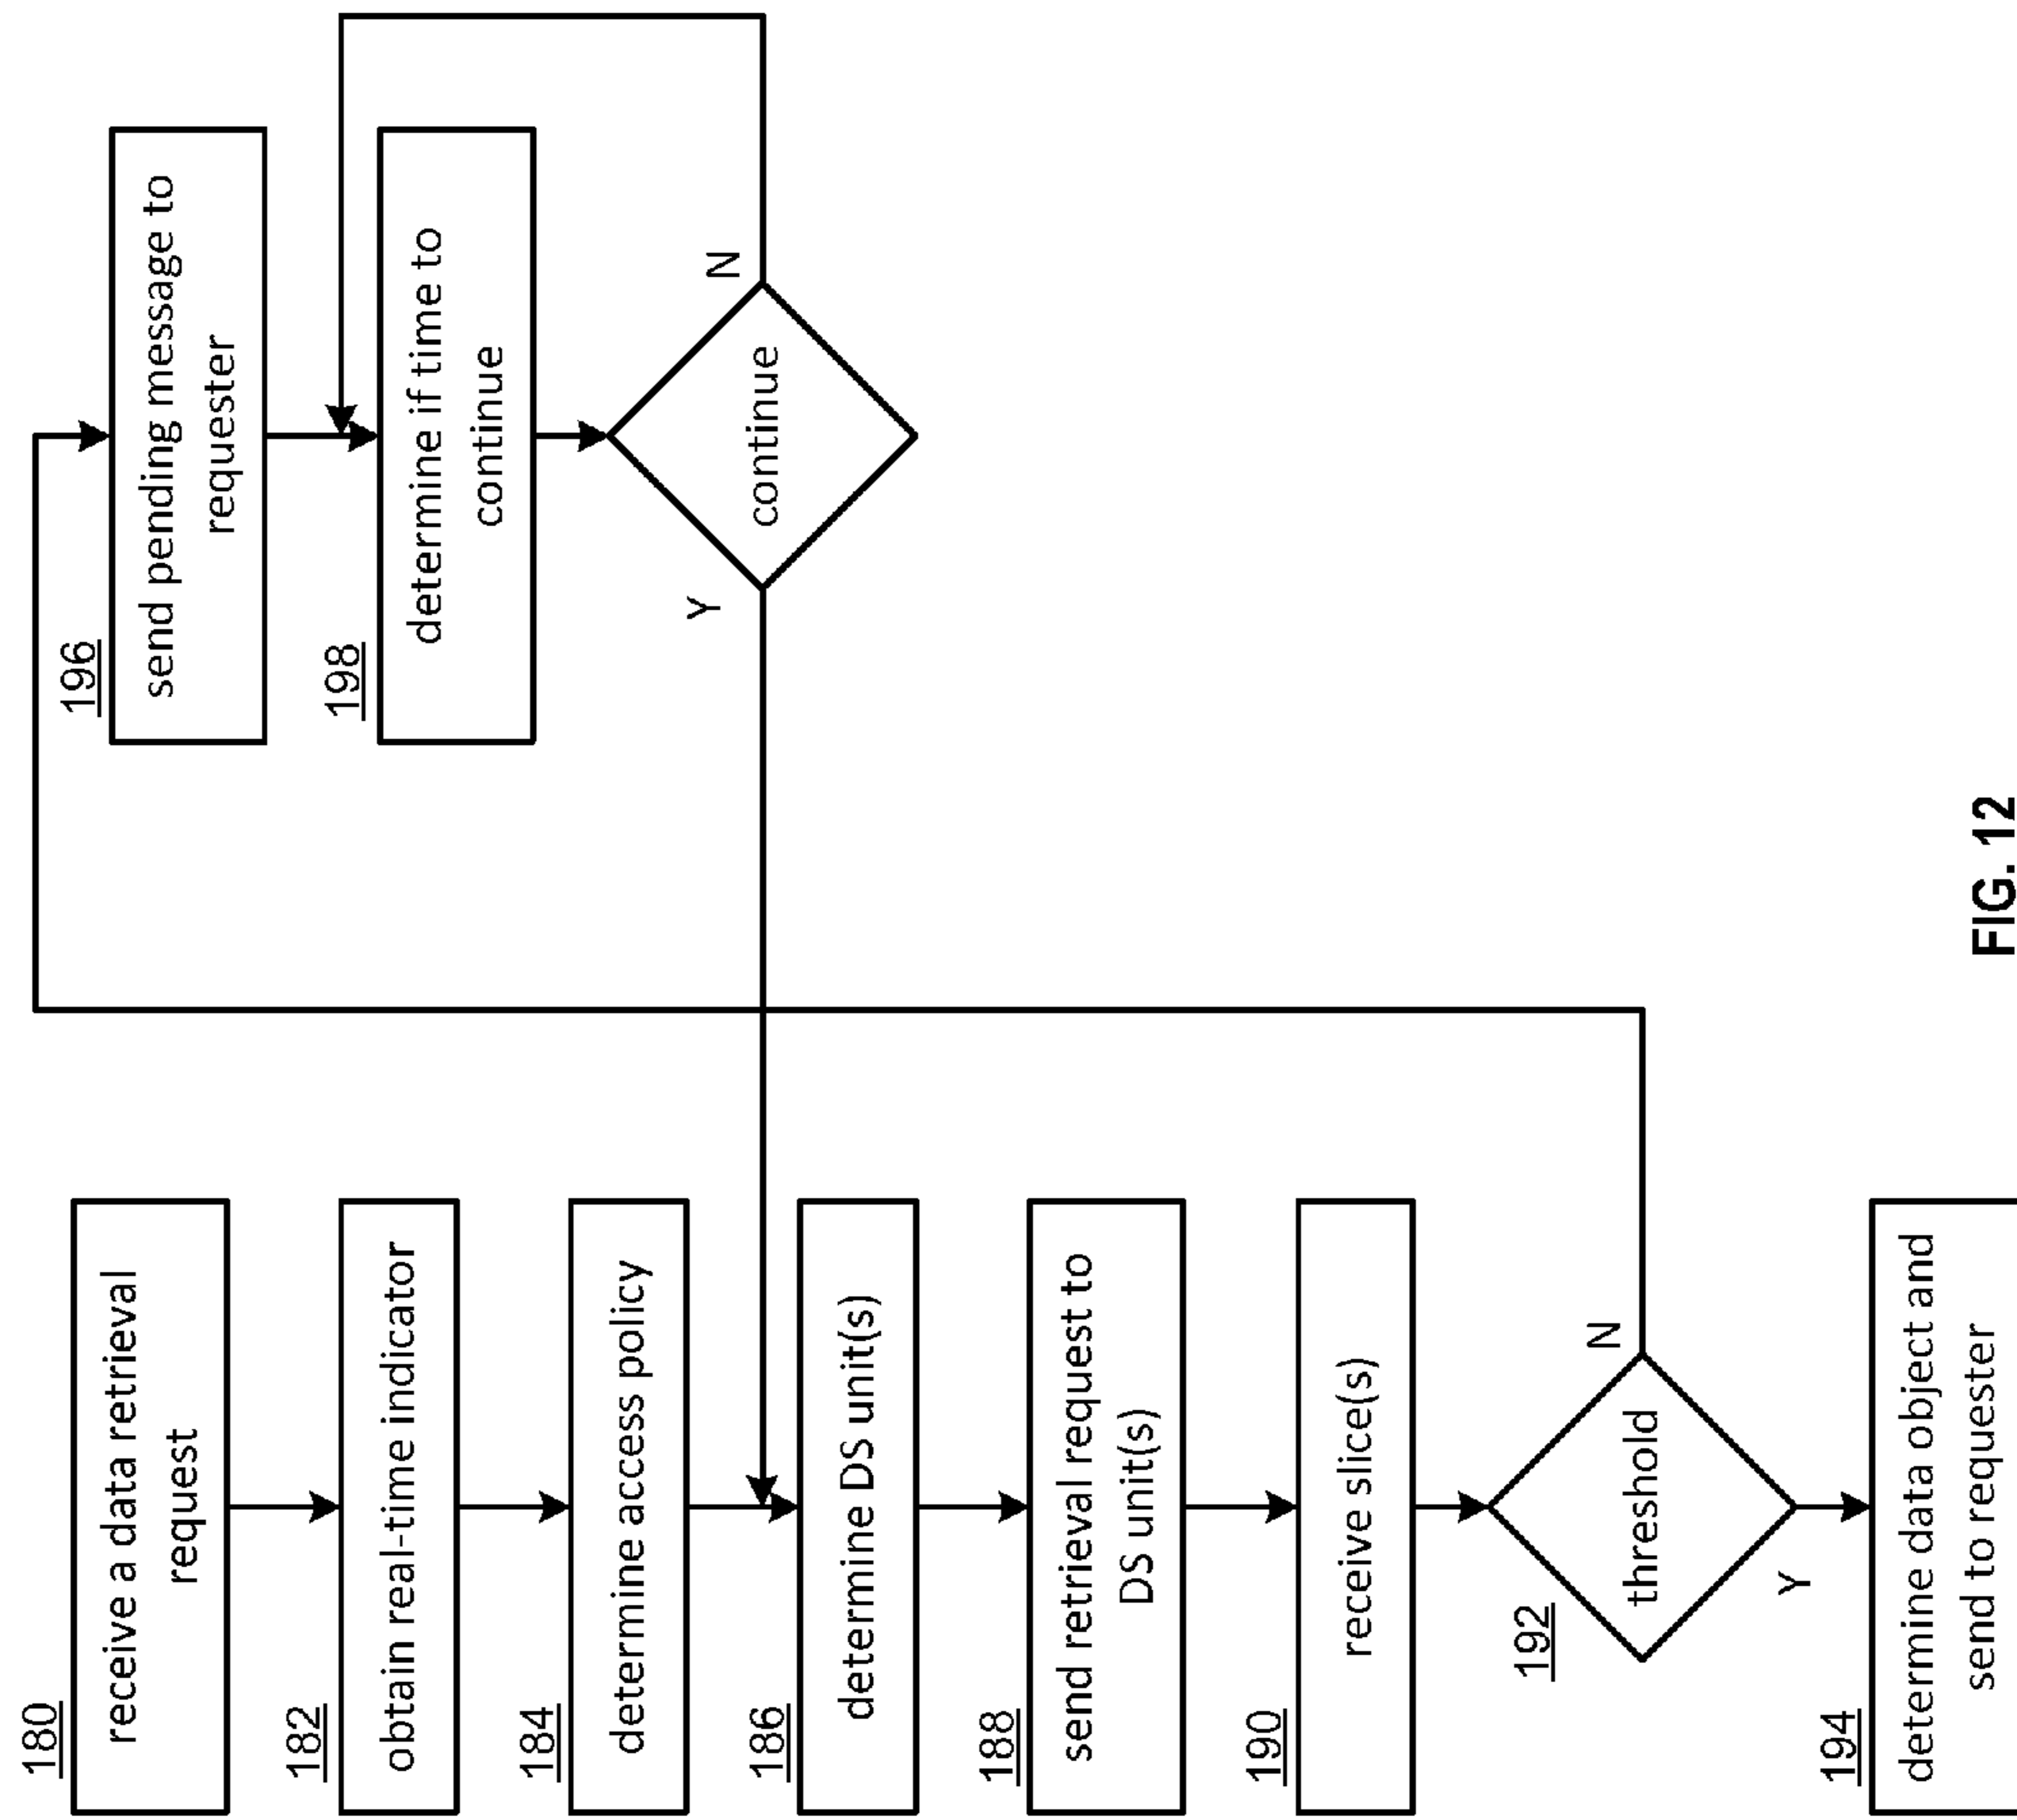 180
receive a data retrieval
request
182
obtain real-time indicator
184
determine access policy
186
determine DS unit(s)
188
send retrieval request to
DS unit(s)
190
receive slice(s)
192
threshold
N
Y
194
determine data object and
send to requester
196
send pending message to
requester
198
determine if time to
continue
continue
Y
N
FIG. 12